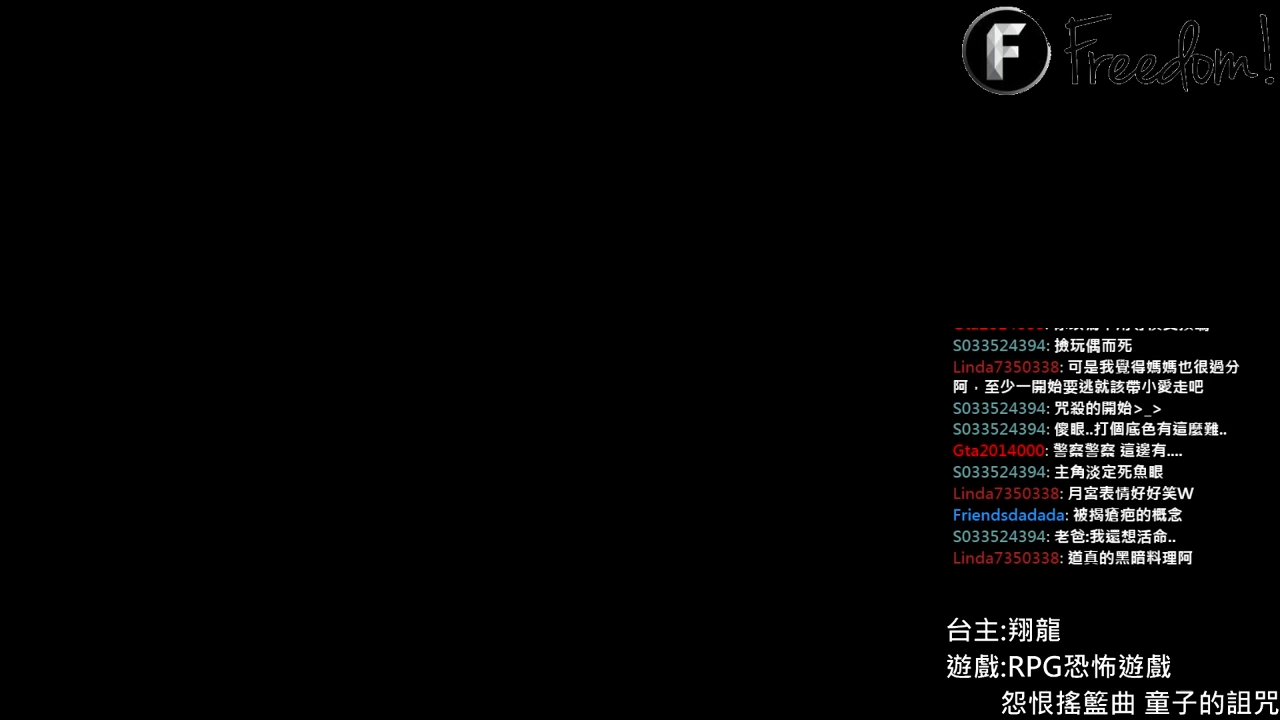 F Freedom!
S033524394: 撿玩偶而死
Linda7350338: 可是我覺得媽媽也很過分
阿，至少一開始要逃就該帶小愛走吧
S033524394: 咒殺的開始>_>
S033524394: 傻眼..打個底色有這麼難..
Gta2014000: 警察警察 這邊有....
S033524394: 主角淡定死魚眼
Linda7350338: 月宮表情好好笑W
Friendsdadada: 被揭瘡疤的概念
S033524394: 老爸:我還想活命..
Linda7350338: 道真的黑暗料理阿
台主:翔龍
遊戲:RPG恐怖遊戲
怨恨搖籃曲 童子的詛咒